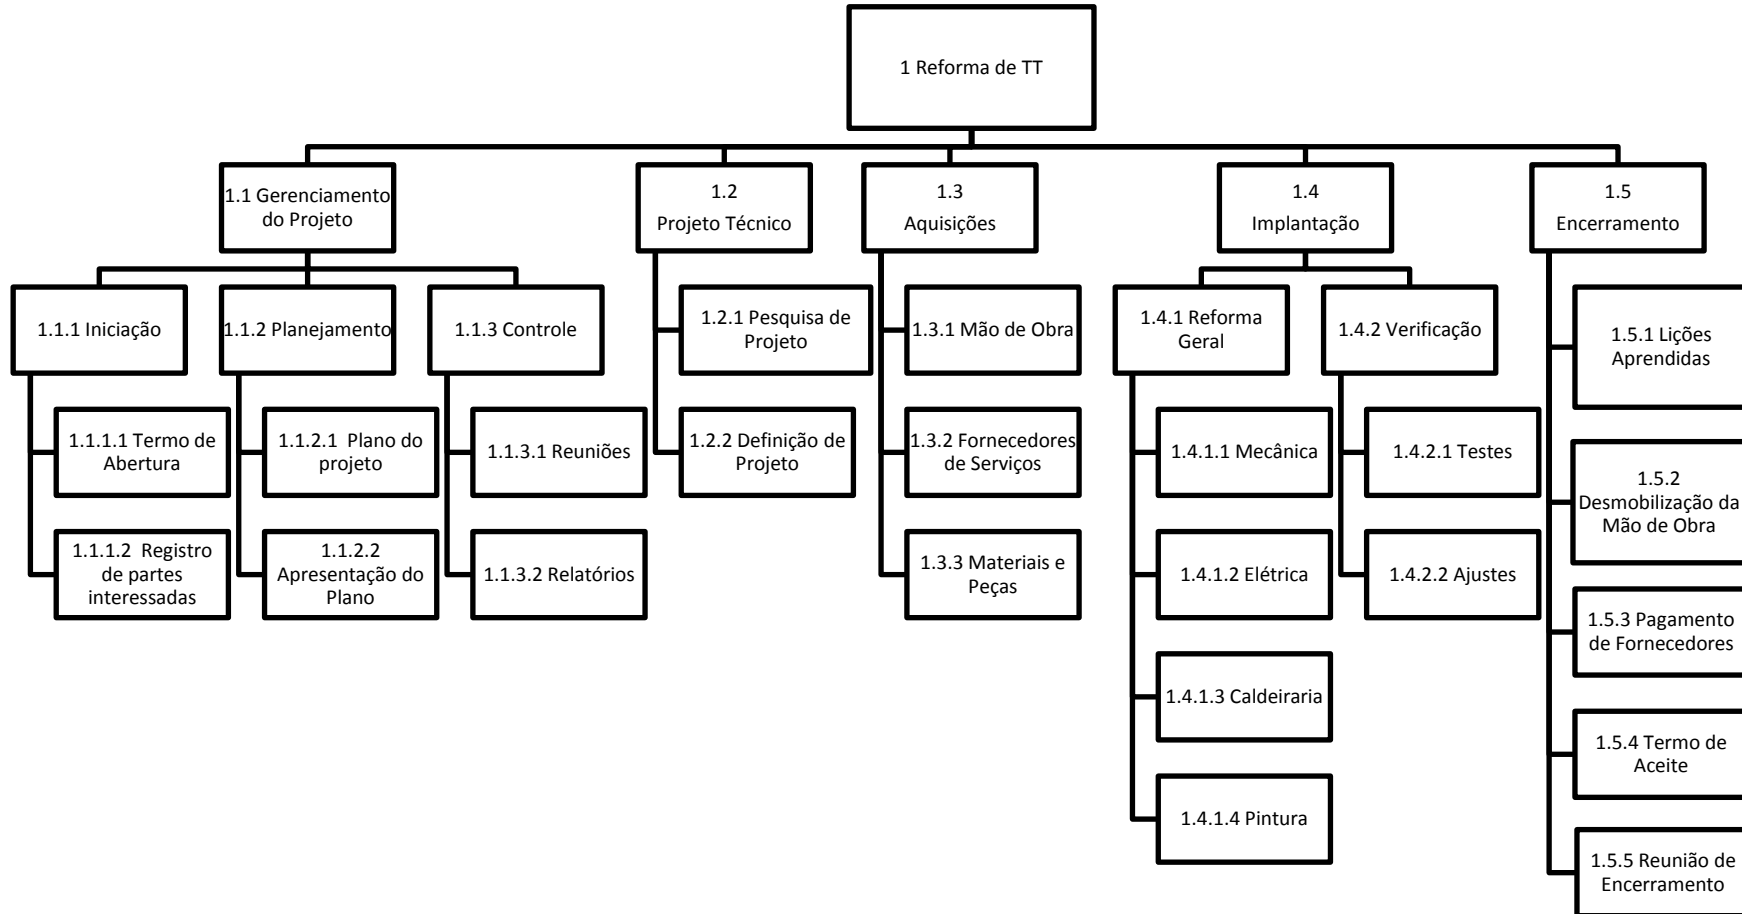 1 Reforma de TT
1.1 Gerenciamento
do Projeto
1.2
Projeto Técnico
1.3
Aquisições
1.4
Implantação
1.5
Encerramento
1.1.1 Iniciação
1.1.2 Planejamento
1.1.3 Controle
1.2.1 Pesquisa de
Projeto
1.3.1 Mão de Obra
1.4.1 Reforma
Geral
1.4.2 Verificação
1.5.1 Lições
Aprendidas
1.1.1.1 Termo de
Abertura
1.1.2.1 Plano do
projeto
1.1.3.1 Reuniões
1.2.2 Definição de
Projeto
1.3.2 Fornecedores
de Serviços
1.4.1.1 Mecânica
1.4.2.1 Testes
1.5.2
Desmobilização da
Mão de Obra
1.1.1.2 Registro
de partes
interessadas
1.1.2.2
Apresentação do
Plano
1.1.3.2 Relatórios
1.3.3 Materiais e
Peças
1.4.1.2 Elétrica
1.4.2.2 Ajustes
1.5.3 Pagamento
de Fornecedores
1.4.1.3 Caldeiraria
1.5.4 Termo de
Aceite
1.4.1.4 Pintura
1.5.5 Reunião de
Encerramento